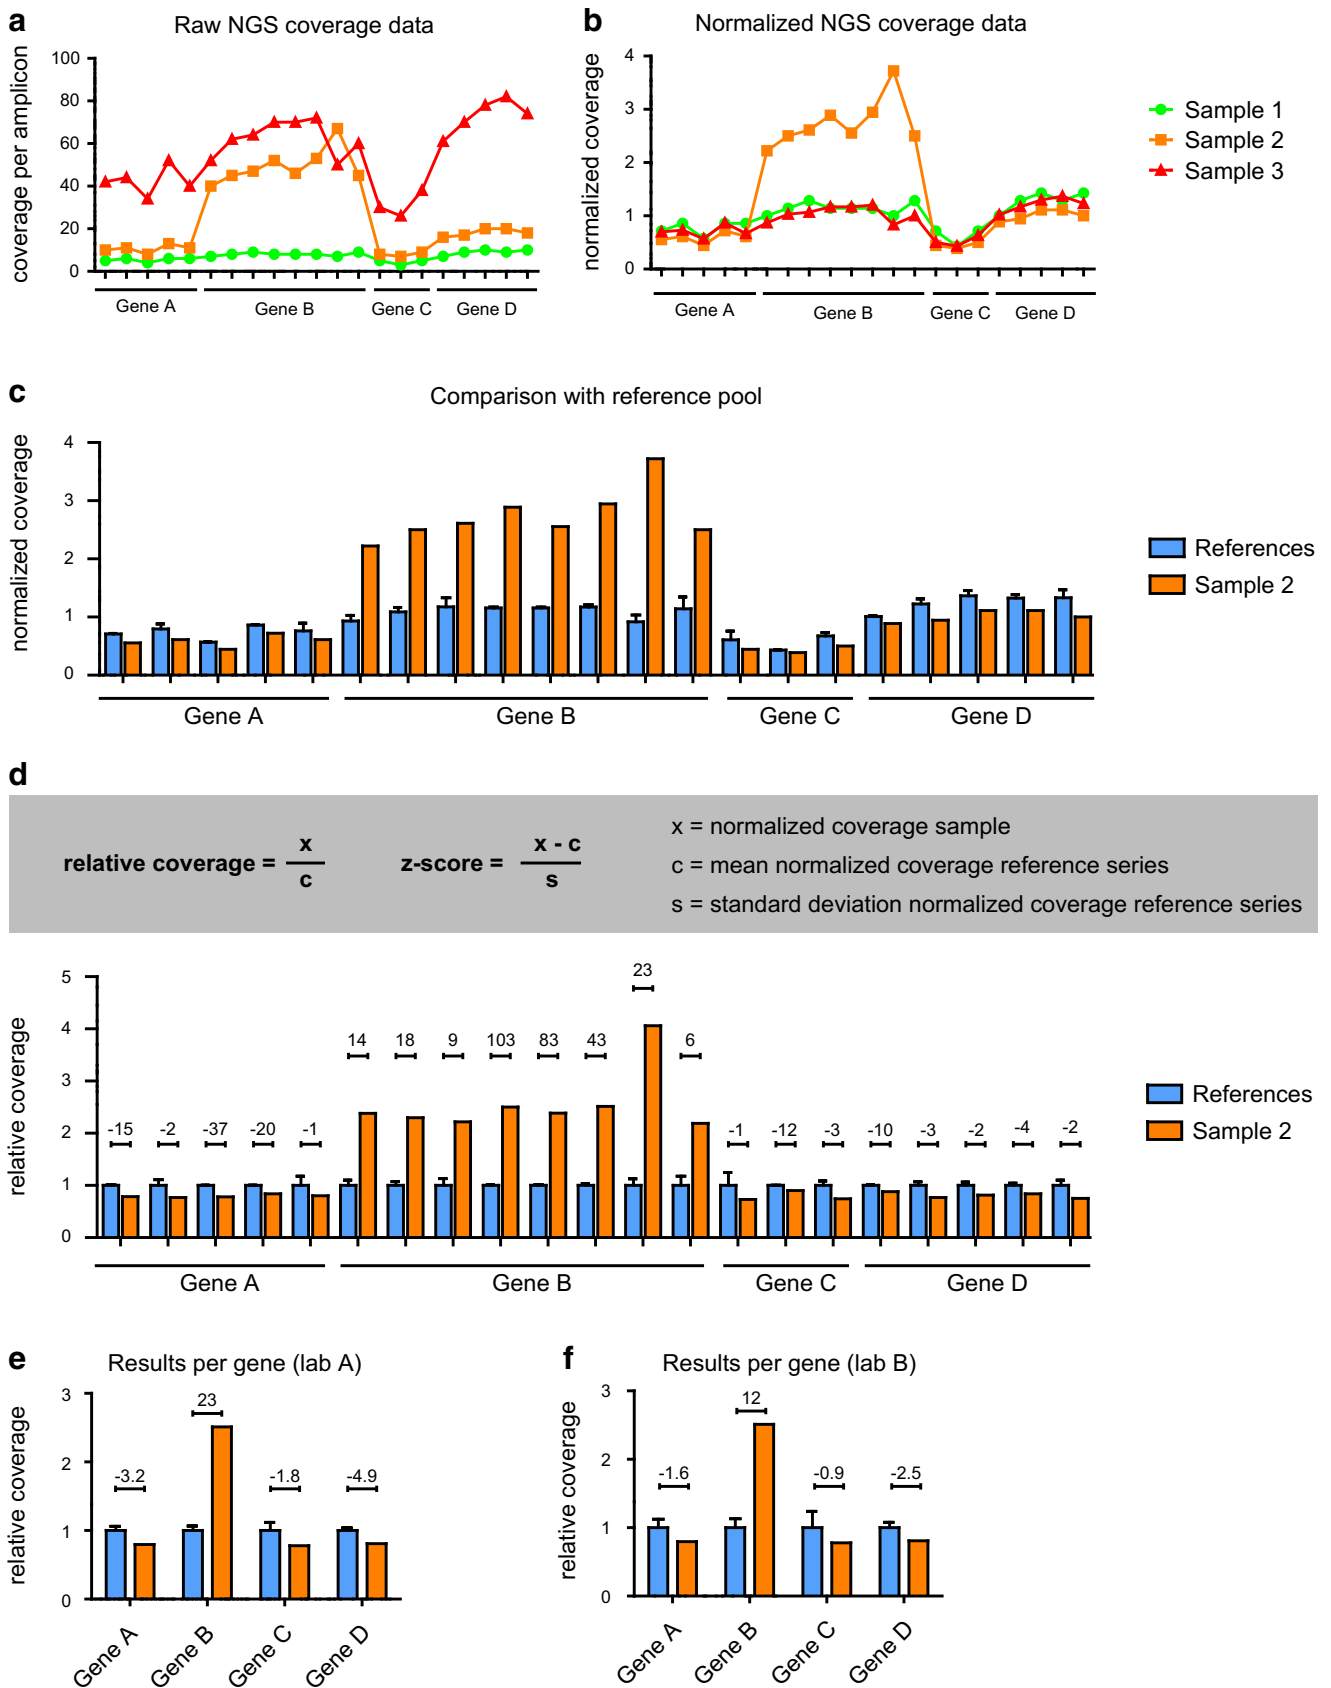 a
Raw NGS coverage data
coverage per amplicon
100
80
60
40
20
0
Gene A
Gene B
Gene C
Gene D
b
Normalized NGS coverage data
normalized coverage
4
3
2
1
0
Gene A
Gene B
Gene C
Gene D
Sample 1
Sample 2
Sample 3
c
Comparison with reference pool
normalized coverage
4
3
2
1
0
Gene A
Gene B
Gene C
Gene D
References
Sample 2
d
relative coverage = x / c
z-score = x - c / s
x = normalized coverage sample
c = mean normalized coverage reference series
s = standard deviation normalized coverage reference series
relative coverage
5
4
3
2
1
0
-15
-2
-37
-20
-1
14
18
9
103
83
43
23
6
-1
-12
-3
-10
-3
-2
-4
-2
Gene A
Gene B
Gene C
Gene D
References
Sample 2
e
Results per gene (lab A)
relative coverage
3
2
1
0
-3.2
23
-1.8
-4.9
Gene A
Gene B
Gene C
Gene D
f
Results per gene (lab B)
relative coverage
3
2
1
0
-1.6
12
-0.9
-2.5
Gene A
Gene B
Gene C
Gene D